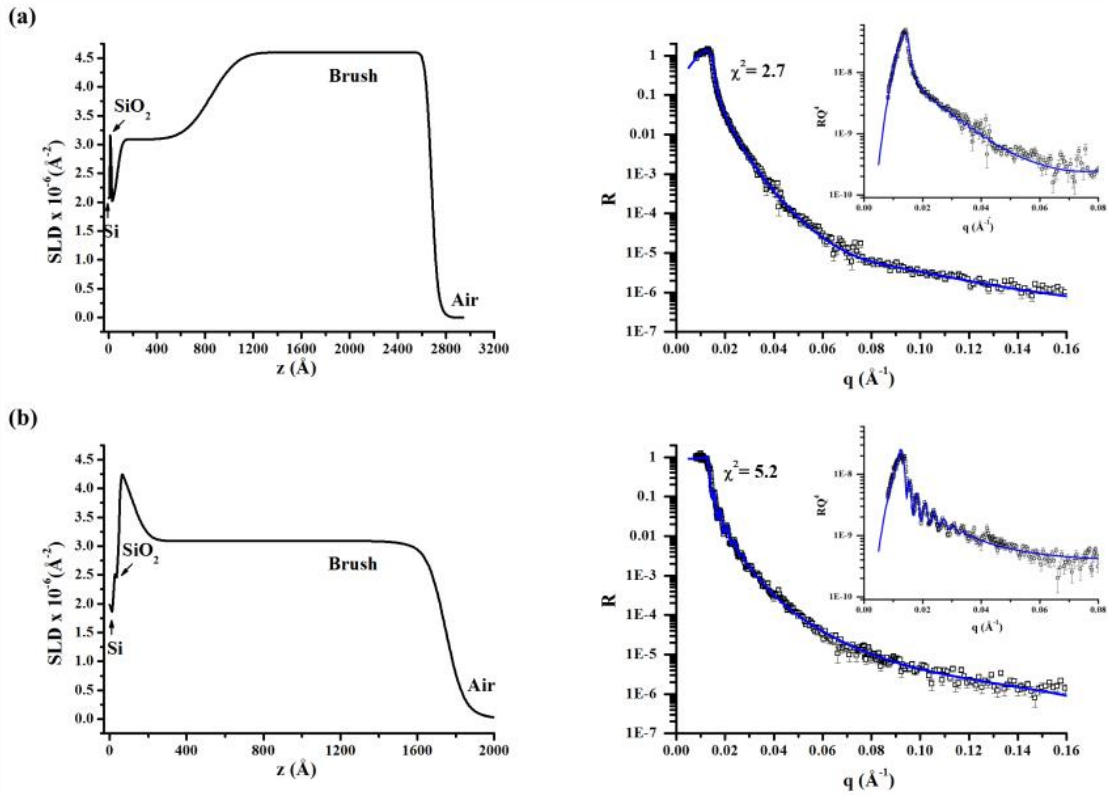 (a)
SLD x 10⁻⁶ (Å⁻²)
4.5
4.0
3.5
3.0
2.5
2.0
1.5
1.0
0.5
0.0
SiO₂
Si
Brush
Air
0 400 800 1200 1600 2000 2400 2800 3200
z (Å)
R
1
0.1
0.01
1E-3
1E-4
1E-5
1E-6
1E-7
χ² = 2.7
0.00 0.02 0.04 0.06 0.08 0.10 0.12 0.14 0.16
q (Å⁻¹)
RQ⁴
1E-8
1E-9
1E-10
0.00 0.02 0.04 0.06 0.08
q (Å⁻¹)
(b)
SLD x 10⁻⁶ (Å⁻²)
4.5
4.0
3.5
3.0
2.5
2.0
1.5
1.0
0.5
0.0
SiO₂
Si
Brush
Air
0 400 800 1200 1600 2000
z (Å)
R
1
0.1
0.01
1E-3
1E-4
1E-5
1E-6
1E-7
χ² = 5.2
0.00 0.02 0.04 0.06 0.08 0.10 0.12 0.14 0.16
q (Å⁻¹)
RQ⁴
1E-8
1E-9
1E-10
0.00 0.02 0.04 0.06 0.08
q (Å⁻¹)